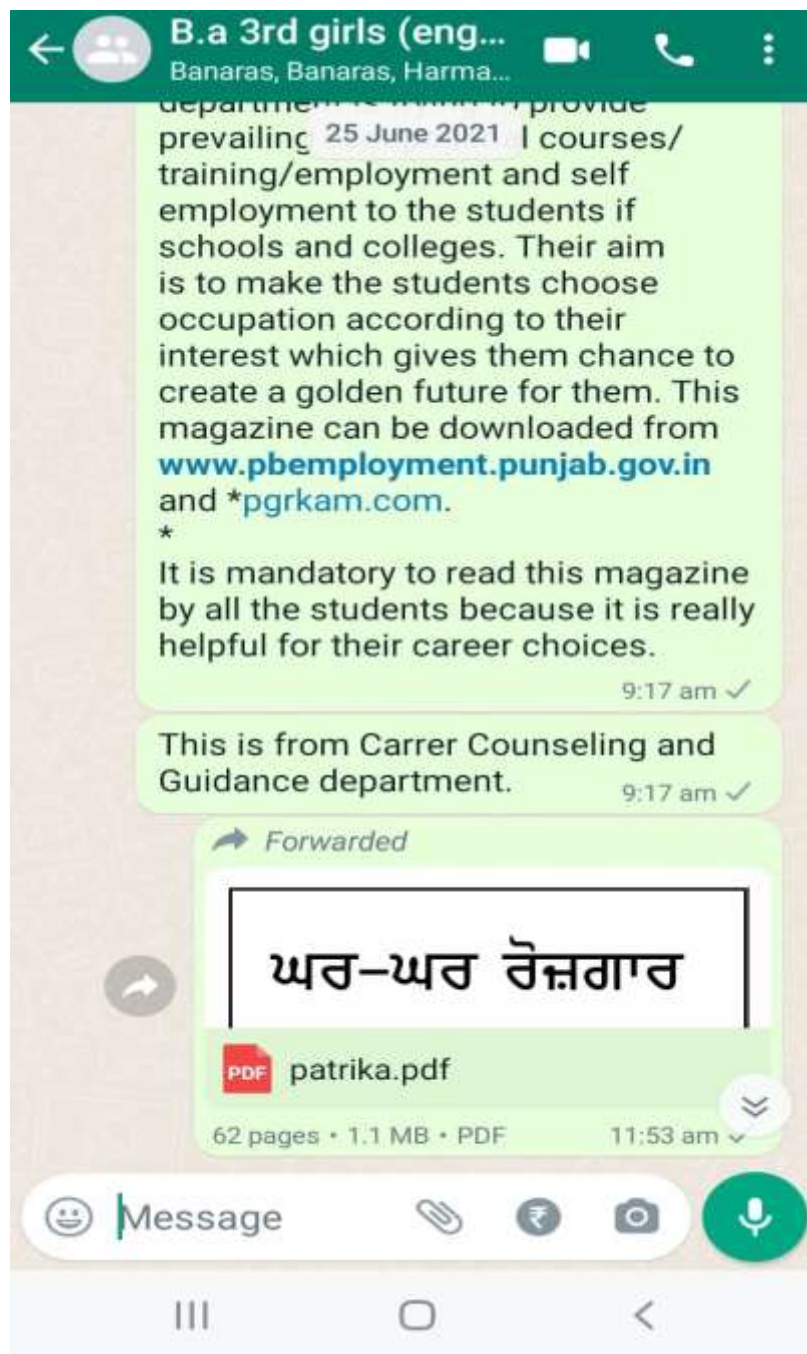 B.a 3rd girls (eng...
Banaras, Banaras, Harma...
25 June 2021
prevailing l courses/
training/employment and self
employment to the students if
schools and colleges. Their aim
is to make the students choose
occupation according to their
interest which gives them chance to
create a golden future for them. This
magazine can be downloaded from
www.pbemployment.punjab.gov.in
and *pgrkam.com.
*
It is mandatory to read this magazine
by all the students because it is really
helpful for their career choices.
9:17 am
This is from Carrer Counseling and
Guidance department.
9:17 am
Forwarded
ਘਰ-ਘਰ ਰੋਜ਼ਗਾਰ
PDF patrika.pdf
62 pages • 1.1 MB • PDF 11:53 am
Message